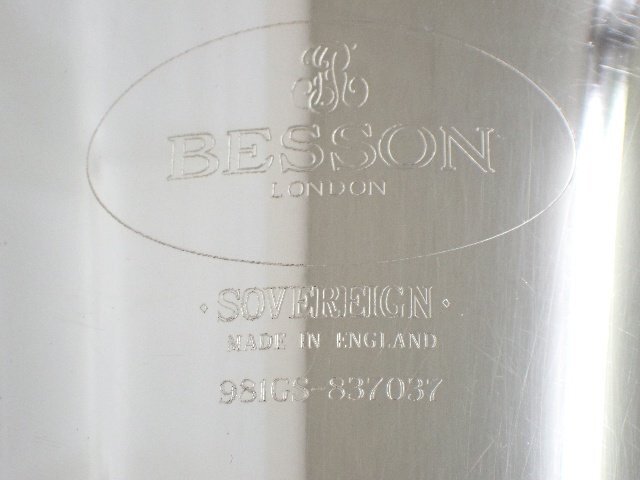 BESSON
LONDON
· SOVEREIGN ·
MADE IN ENGLAND
981GS-837037